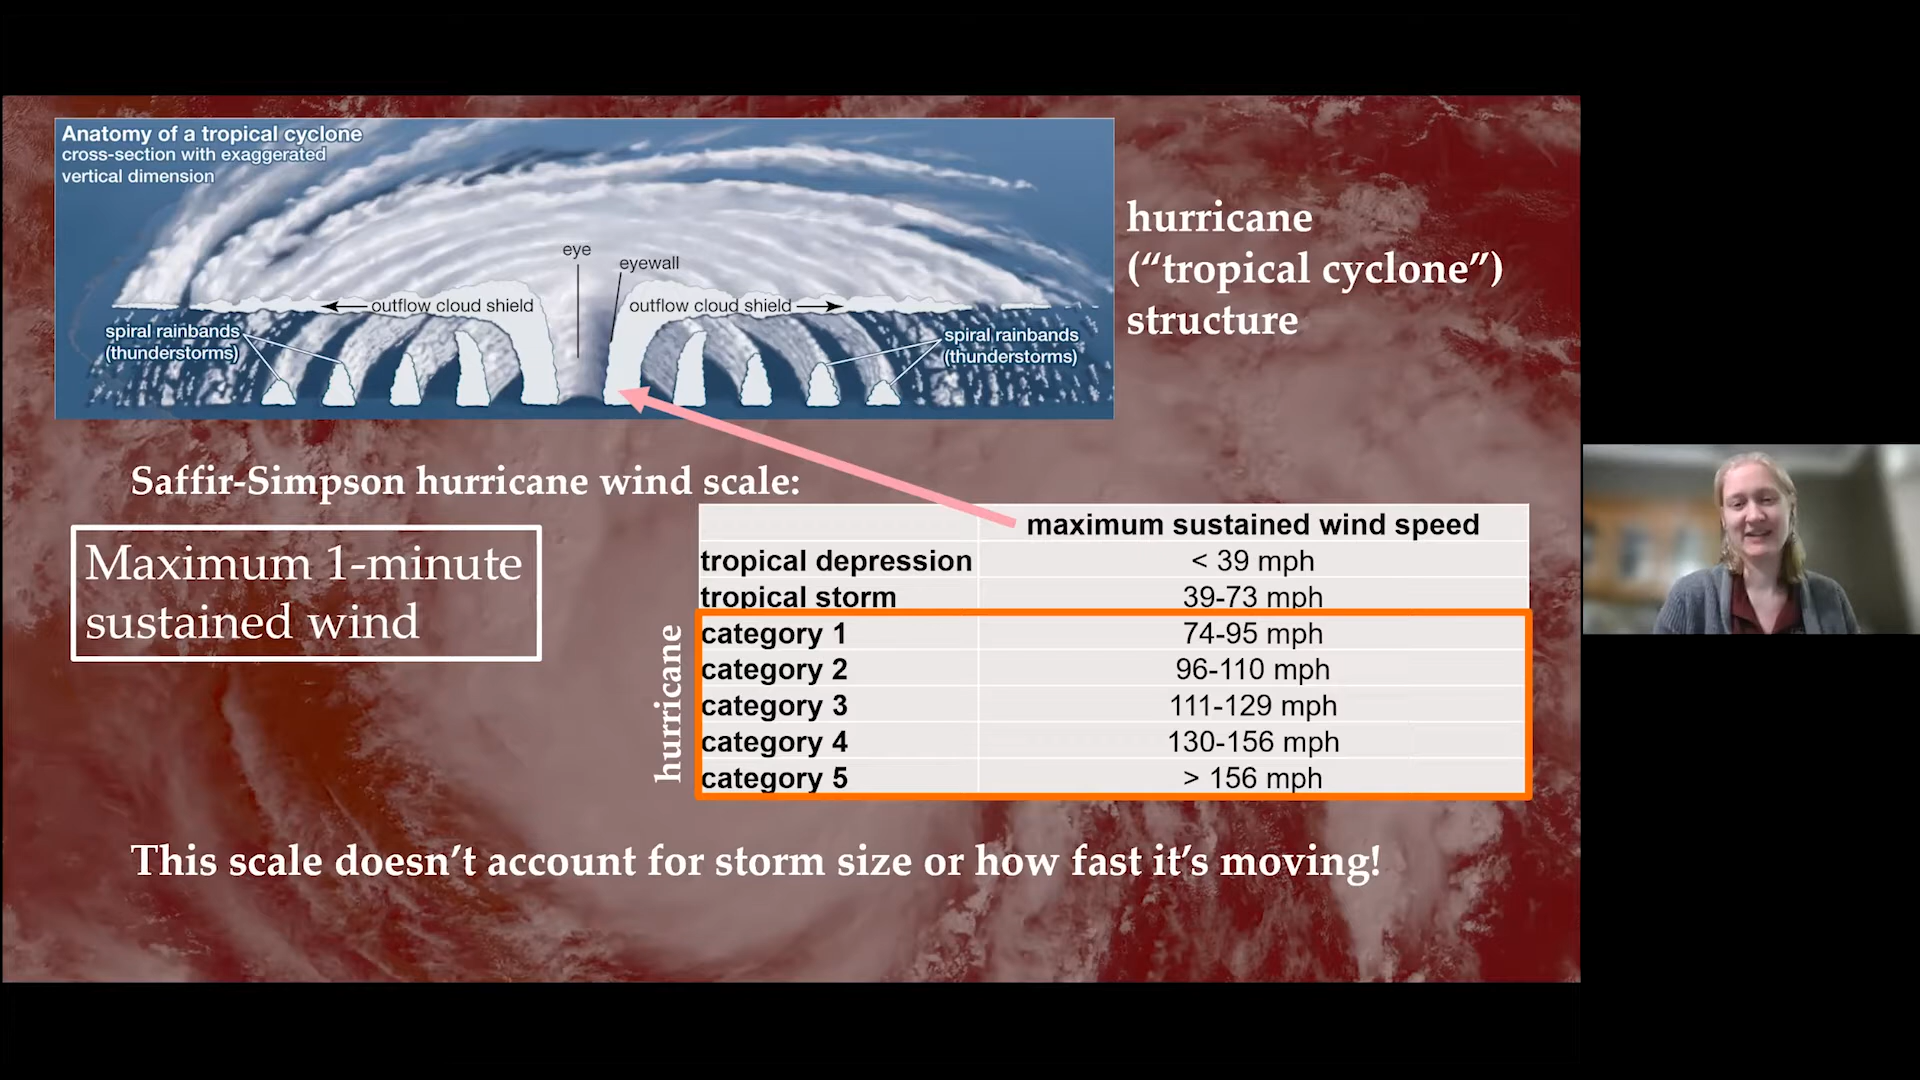 Anatomy of a tropical cyclone
cross-section with exaggerated
vertical dimension
eye
eyewall
outflow cloud shield
outflow cloud shield
spiral rainbands
(thunderstorms)
spiral rainbands
(thunderstorms)
hurricane
(“tropical cyclone”)
structure
Saffir-Simpson hurricane wind scale:
Maximum 1-minute
sustained wind
maximum sustained wind speed
tropical depression < 39 mph
tropical storm 39-73 mph
hurricane
category 1 74-95 mph
category 2 96-110 mph
category 3 111-129 mph
category 4 130-156 mph
category 5 > 156 mph
This scale doesn’t account for storm size or how fast it’s moving!